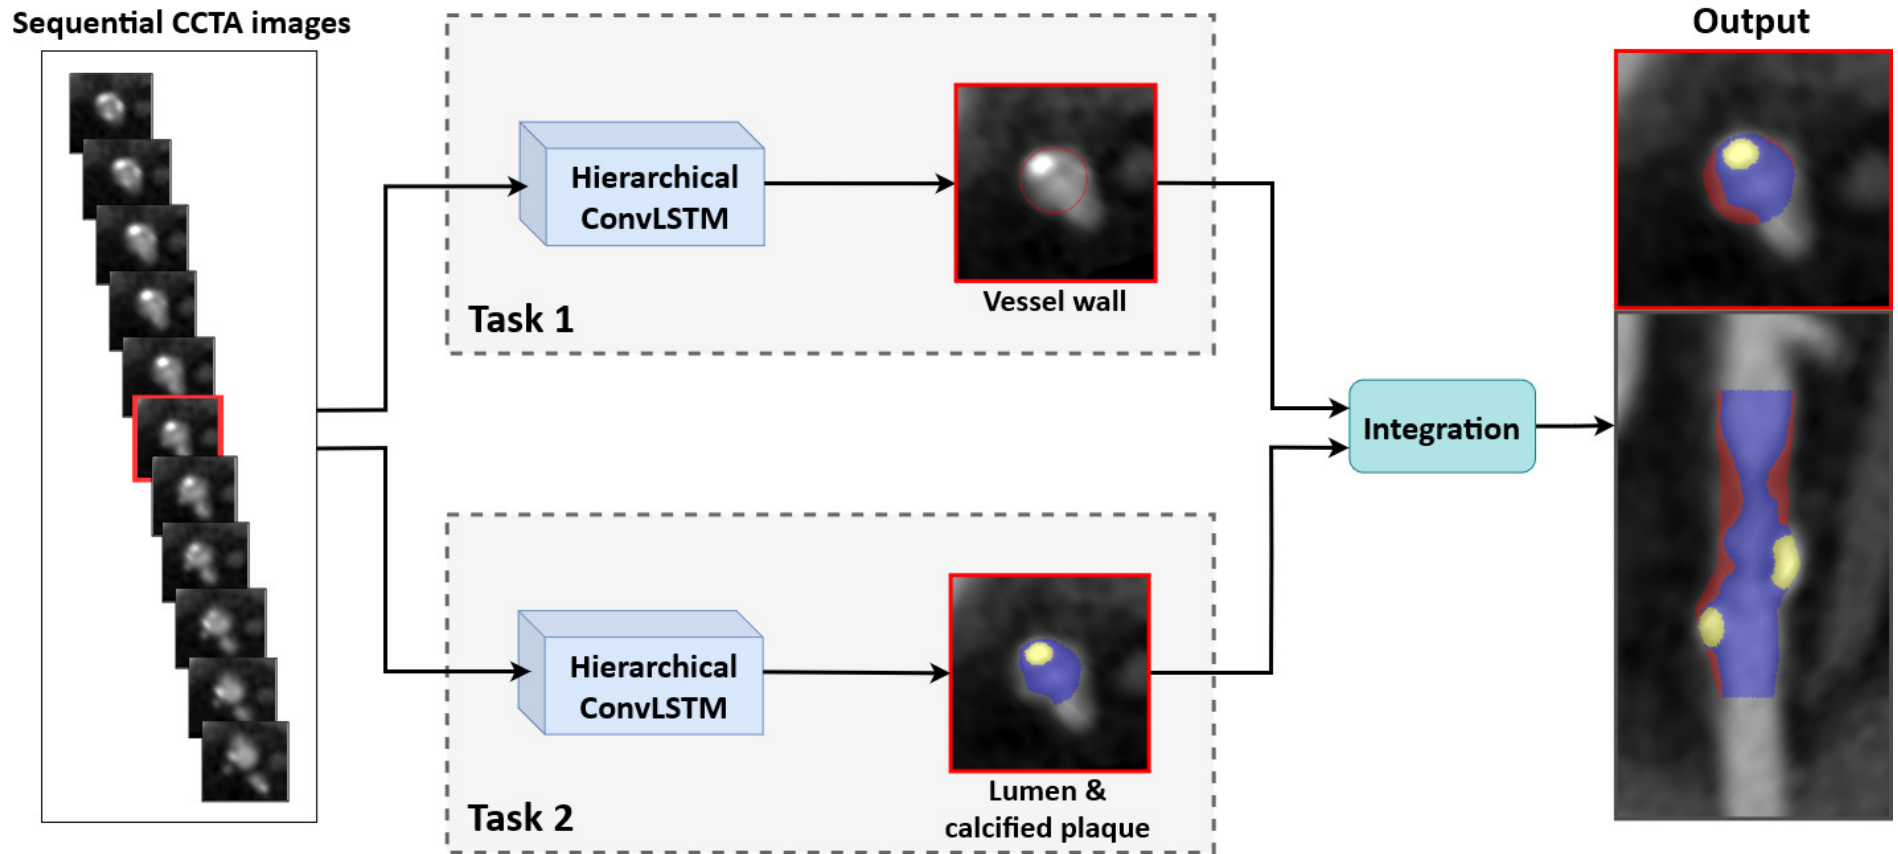 Sequential CCTA images
Hierarchical
ConvLSTM
Vessel wall
Task 1
Hierarchical
ConvLSTM
Lumen &
calcified plaque
Task 2
Integration
Output